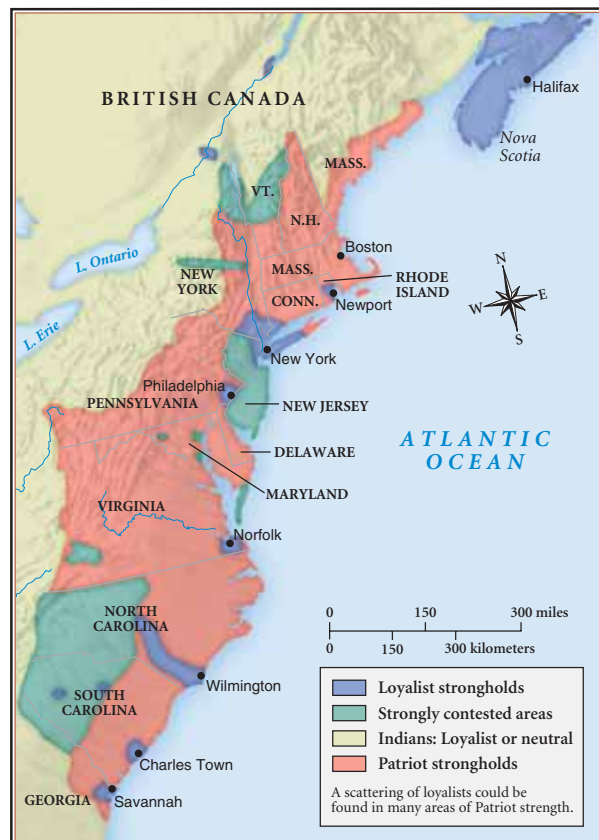 BRITISH CANADA
Halifax
Nova
Scotia
MASS.
VT.
N.H.
L. Ontario
Boston
NEW
YORK
MASS.
RHODE
ISLAND
CONN.
Newport
L. Erie
N
W
E
S
New York
Philadelphia
PENNSYLVANIA
NEW JERSEY
ATLANTIC
OCEAN
DELAWARE
MARYLAND
VIRGINIA
Norfolk
NORTH
CAROLINA
0 150 300 miles
0 150 300 kilometers
Wilmington
SOUTH
CAROLINA
Charles Town
GEORGIA
Savannah
Loyalist strongholds
Strongly contested areas
Indians: Loyalist or neutral
Patriot strongholds
A scattering of loyalists could be
found in many areas of Patriot strength.